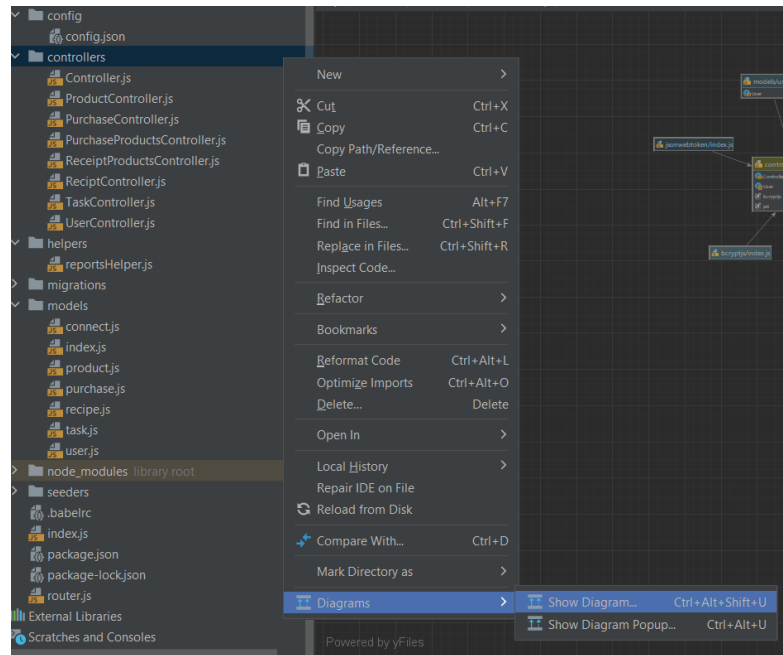 config
config.json
controllers
Controller.js
ProductController.js
PurchaseController.js
PurchaseProductsController.js
ReceiptProductsController.js
ReciptController.js
TaskController.js
UserController.js
helpers
reportsHelper.js
migrations
models
connect.js
index.js
product.js
purchase.js
recipe.js
task.js
user.js
node_modules library root
seeders
.babelrc
index.js
package.json
package-lock.json
router.js
External Libraries
Scratches and Consoles
New
Cut Ctrl+X
Copy Ctrl+C
Copy Path/Reference...
Paste Ctrl+V
Find Usages Alt+F7
Find in Files... Ctrl+Shift+F
Replace in Files... Ctrl+Shift+R
Inspect Code...
Refactor
Bookmarks
Reformat Code Ctrl+Alt+L
Optimize Imports Ctrl+Alt+O
Delete... Delete
Open In
Local History
Repair IDE on File
Reload from Disk
Compare With... Ctrl+D
Mark Directory as
Diagrams
Show Diagram... Ctrl+Alt+Shift+U
Show Diagram Popup... Ctrl+Alt+U
User
jsonwebtoken/index.js
User
bcryptjs
jwt
bcryptjs/index.js
Powered by yFiles